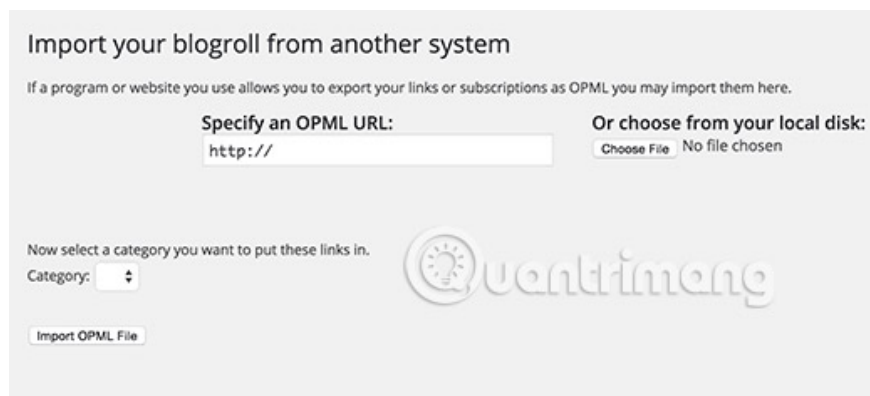 Import your blogroll from another system
If a program or website you use allows you to export your links or subscriptions as OPML you may import them here.
Specify an OPML URL:
Or choose from your local disk:
http://
Choose File No file chosen
Now select a category you want to put these links in.
Category:
Quantrimang
Import OPML File